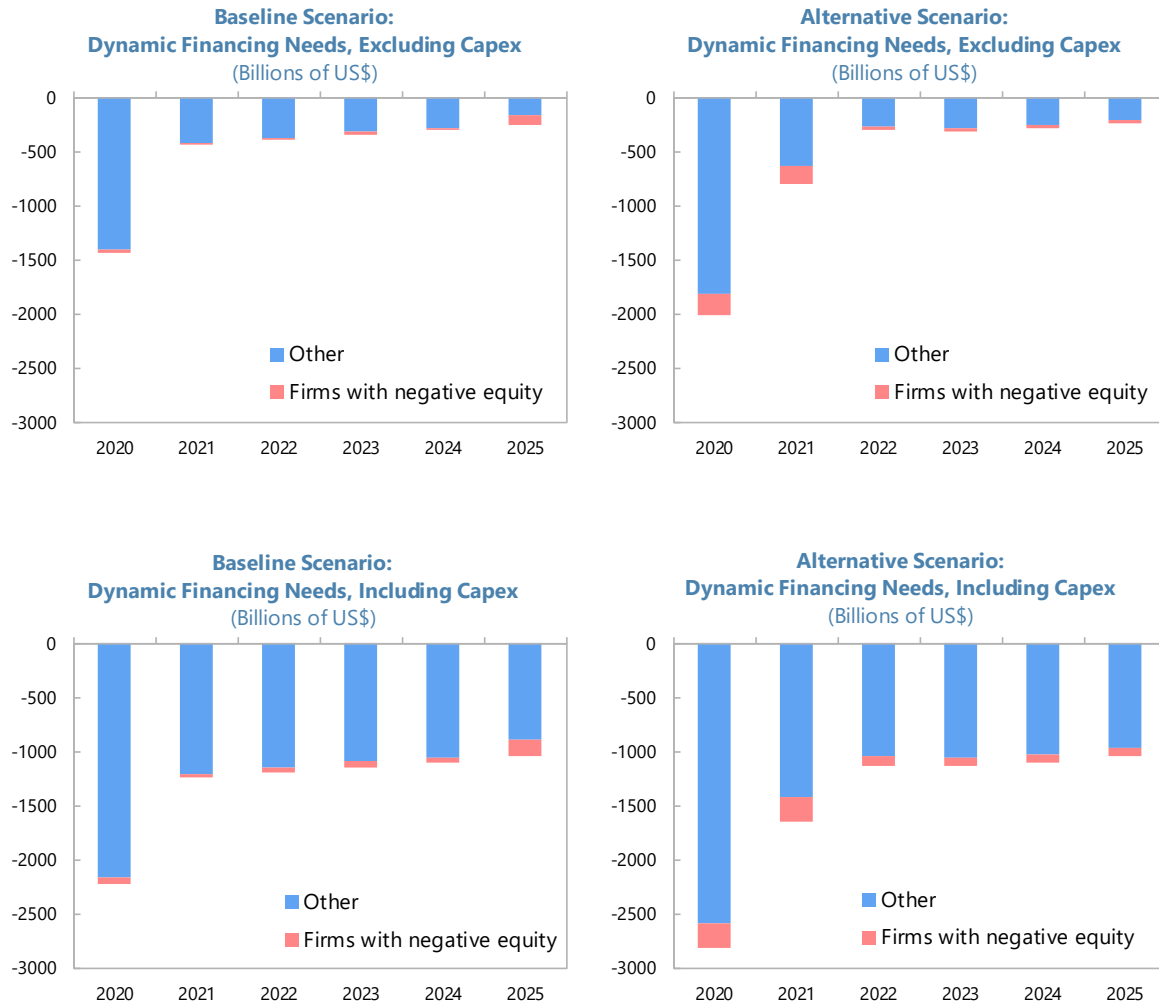 Baseline Scenario:
Dynamic Financing Needs, Excluding Capex
(Billions of US$)
0
-500
-1000
-1500
-2000
-2500
-3000
Other
Firms with negative equity
2020 2021 2022 2023 2024 2025
Alternative Scenario:
Dynamic Financing Needs, Excluding Capex
(Billions of US$)
0
-500
-1000
-1500
-2000
-2500
-3000
Other
Firms with negative equity
2020 2021 2022 2023 2024 2025
Baseline Scenario:
Dynamic Financing Needs, Including Capex
(Billions of US$)
0
-500
-1000
-1500
-2000
-2500
-3000
Other
Firms with negative equity
2020 2021 2022 2023 2024 2025
Alternative Scenario:
Dynamic Financing Needs, Including Capex
(Billions of US$)
0
-500
-1000
-1500
-2000
-2500
-3000
Other
Firms with negative equity
2020 2021 2022 2023 2024 2025